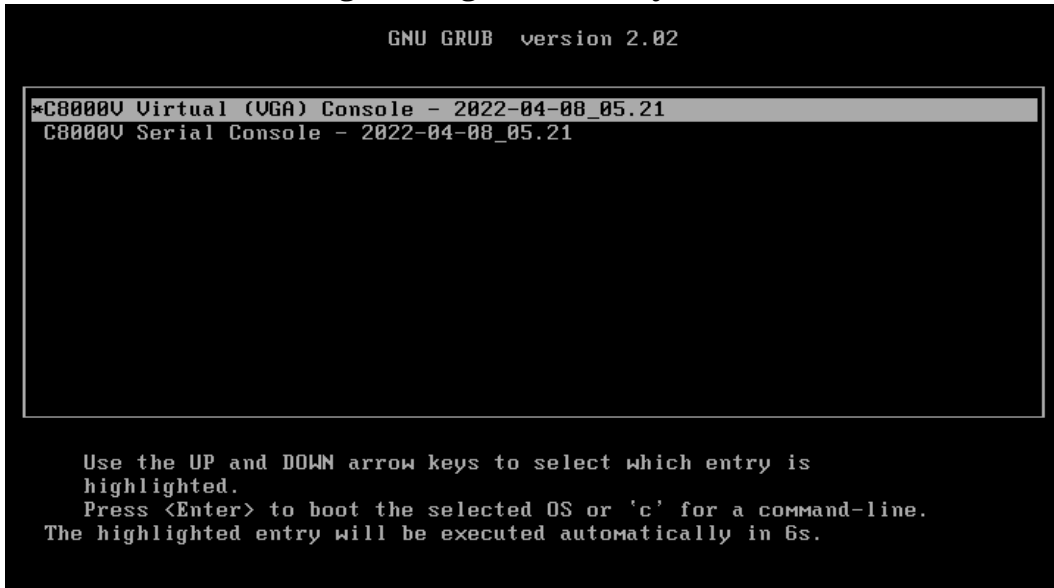 GNU GRUB version 2.02
*C8000V Virtual (VGA) Console - 2022-04-08_05.21
C8000V Serial Console - 2022-04-08_05.21
Use the UP and DOWN arrow keys to select which entry is
highlighted.
Press <Enter> to boot the selected OS or 'c' for a command-line.
The highlighted entry will be executed automatically in 6s.